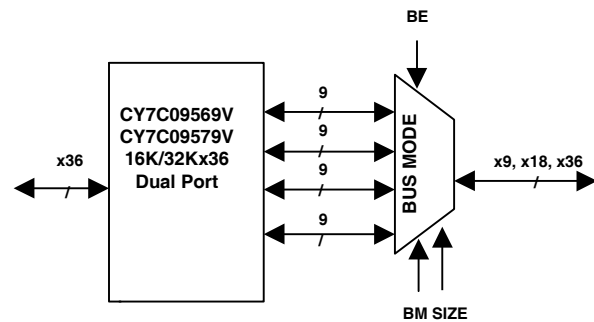 BE
CY7C09569V
CY7C09579V
16K/32Kx36
Dual Port
x36
9
9
9
9
BUS MODE
x9, x18, x36
BM SIZE